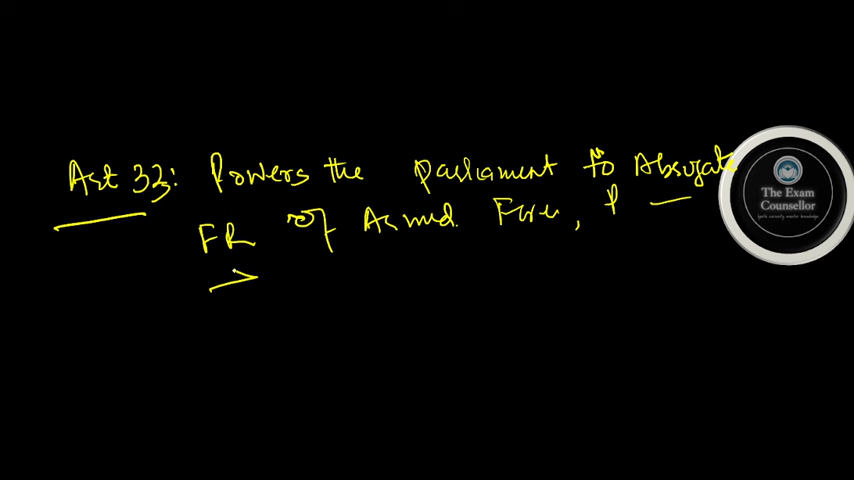 Art 33: Powers the Parliament to Abrogate
FR of Armed Force, P —
The Exam
Counsellor